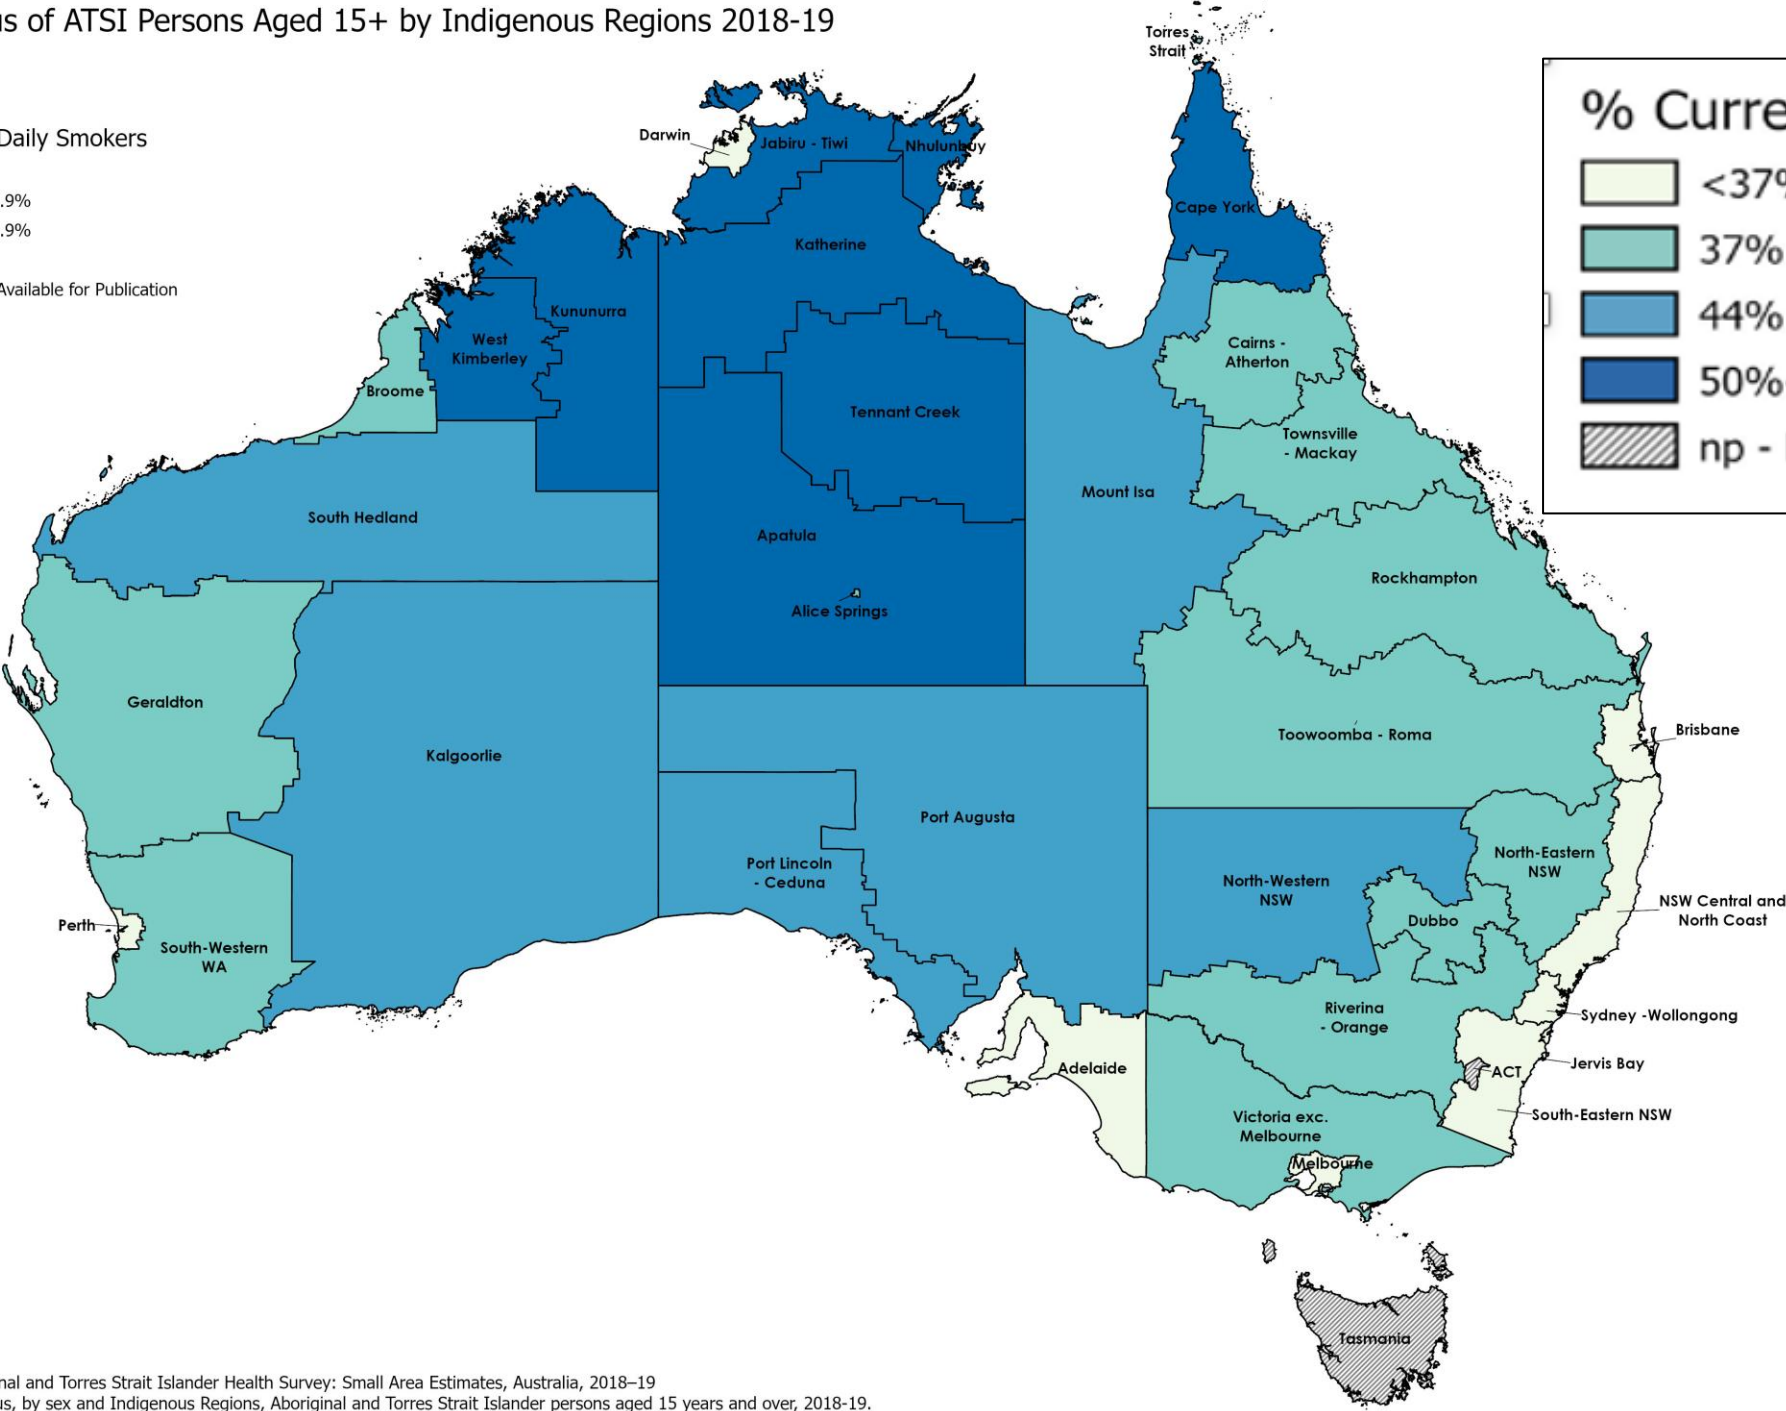 us of ATSI Persons Aged 15+ by Indigenous Regions 2018-19
Daily Smokers
.9%
.9%
Available for Publication
% Curre
<37%
37%
44%
50%
np -
Torres
Strait
Darwin
Jabiru - Tiwi
Nhulunbuy
Cape York
Katherine
Kununurra
West
Kimberley
Broome
Cairns -
Atherton
Tennant Creek
Townsville
- Mackay
Mount Isa
South Hedland
Apatula
Rockhampton
Alice Springs
Geraldton
Toowoomba - Roma
Brisbane
Kalgoorlie
Port Augusta
Port Lincoln
- Ceduna
North-Eastern
NSW
North-Western
NSW
NSW Central and
North Coast
Dubbo
Perth
South-Western
WA
Riverina
- Orange
Sydney -Wollongong
Jervis Bay
Adelaide
ACT
South-Eastern NSW
Victoria exc.
Melbourne
Melbourne
Tasmania
nal and Torres Strait Islander Health Survey: Small Area Estimates, Australia, 2018–19
us, by sex and Indigenous Regions, Aboriginal and Torres Strait Islander persons aged 15 years and over, 2018-19.